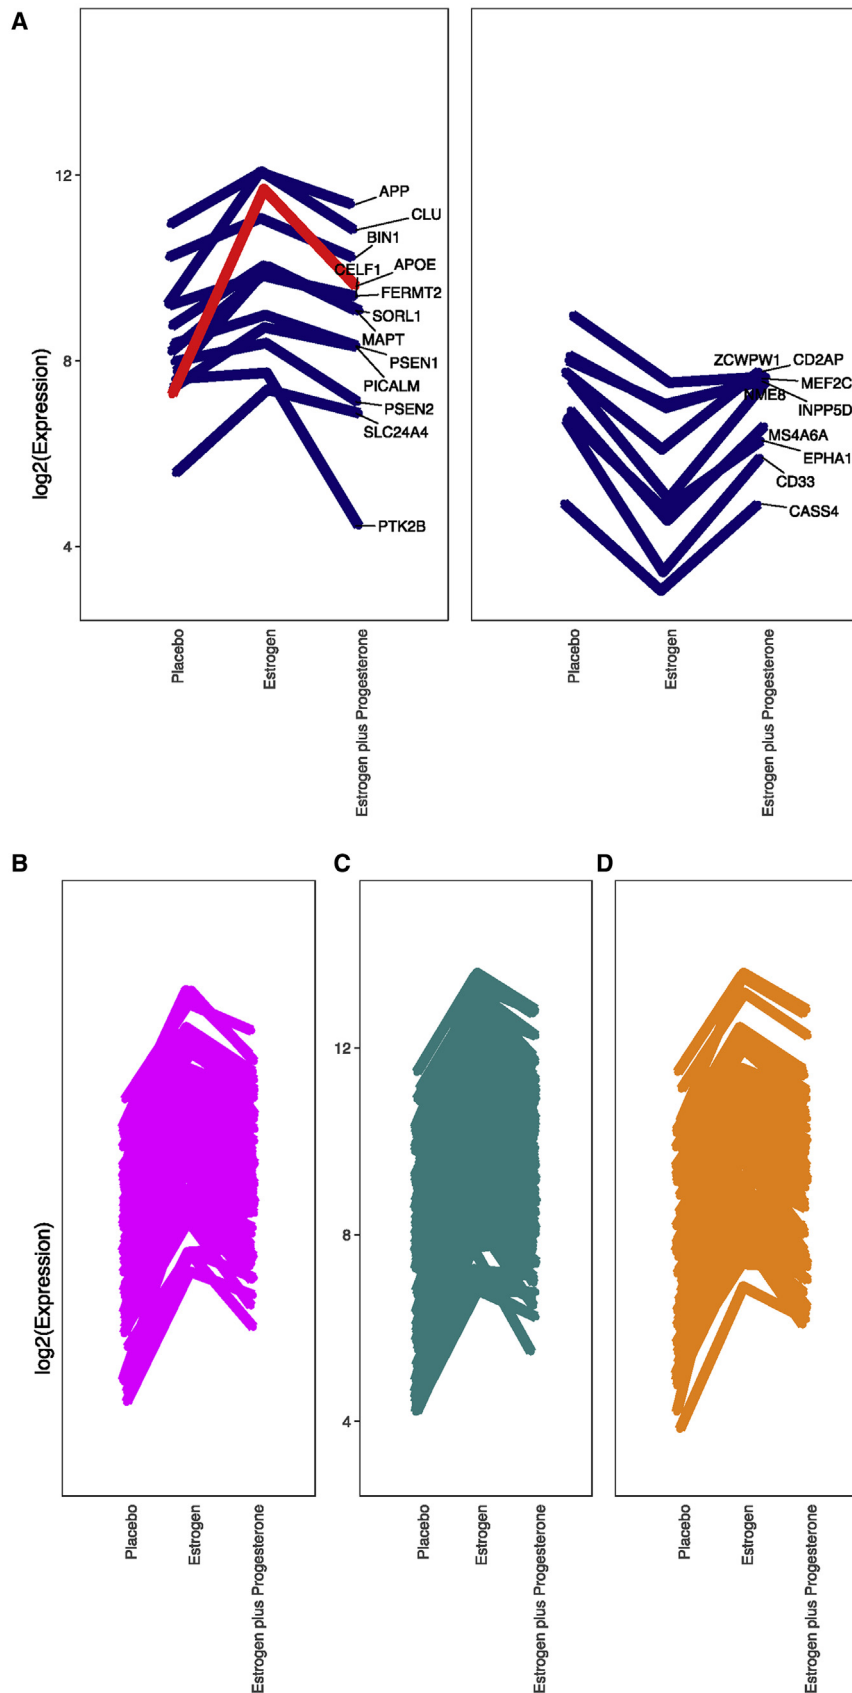 A
log2(Expression)
12
8
4
APP
CLU
BIN1
CELF1
APOE
FERMT2
SORL1
MAPT
PSEN1
PICALM
PSEN2
SLC24A4
PTK2B
Placebo
Estrogen
Estrogen plus Progesterone
ZCWPW1
CD2AP
MEF2C
NME8
INPP5D
MS4A6A
EPHA1
CD33
CASS4
Placebo
Estrogen
Estrogen plus Progesterone
B
log2(Expression)
Placebo
Estrogen
Estrogen plus Progesterone
C
12
8
4
Placebo
Estrogen
Estrogen plus Progesterone
D
Placebo
Estrogen
Estrogen plus Progesterone